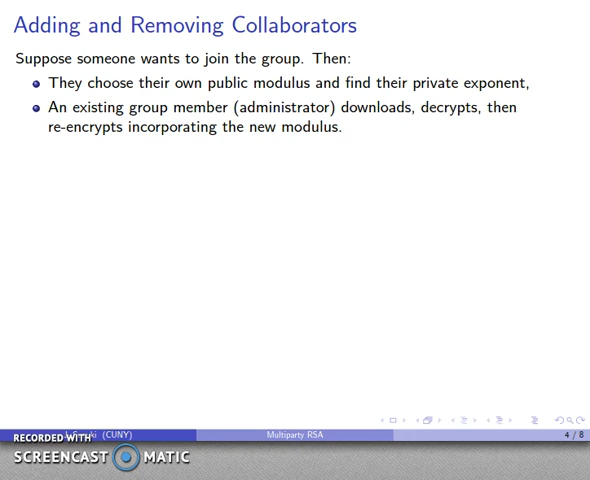 Adding and Removing Collaborators
Suppose someone wants to join the group. Then:
They choose their own public modulus and find their private exponent,
An existing group member (administrator) downloads, decrypts, then
re-encrypts incorporating the new modulus.
(CUNY)
Multiparty RSA
4 / 8
RECORDED WITH
SCREENCAST MATIC